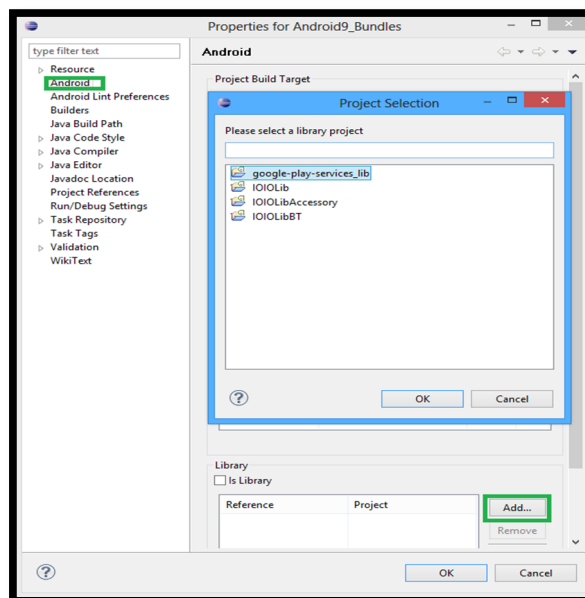 Properties for Android9_Bundles
type filter text
Resource
Android
Android Lint Preferences
Builders
Java Build Path
Java Code Style
Java Compiler
Java Editor
Javadoc Location
Project References
Run/Debug Settings
Task Repository
Task Tags
Validation
WikiText
Android
Project Build Target
Project Selection
Please select a library project
google-play-services_lib
IOIOLib
IOIOLibAccessory
IOIOLibBT
OK Cancel
Library
Is Library
Reference Project
Add...
Remove
OK Cancel